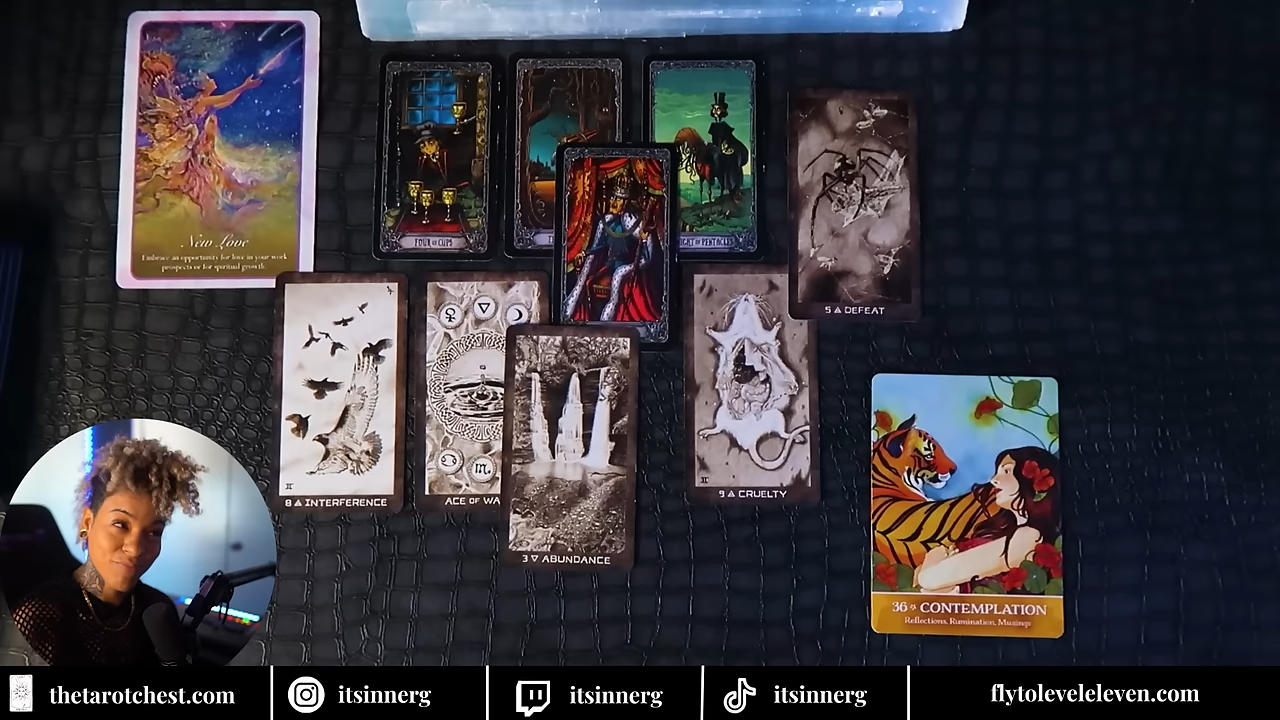 New Love
Embrace an opportunity for love in your work
prospects or for spiritual growth.
FOUR OF CUPS
IGHT OF PENTACLES
5 🜁 DEFEAT
8 🜁 INTERFERENCE
ACE OF WA
3 ▽ ABUNDANCE
9 🜁 CRUELTY
36 CONTEMPLATION
Reflections, Rumination, Musings
thetarotchest.com
itsinnerg
itsinnerg
itsinnerg
flytoleveleleven.com